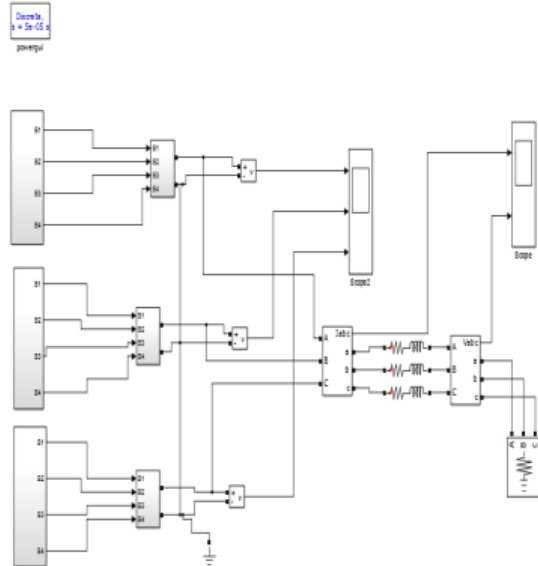 Discrete,
s = 5e-05 s
powergui
S1
S2
S3
S4
S1
S2
S3
S4
+
-
v
Scope2
Scope
S1
S2
S3
S4
S1
S2
S3
S4
+
-
v
A
B
C
Iabc
a
b
c
A
B
C
Vabc
a
b
c
A B C
S1
S2
S3
S4
S1
S2
S3
S4
+
-
v